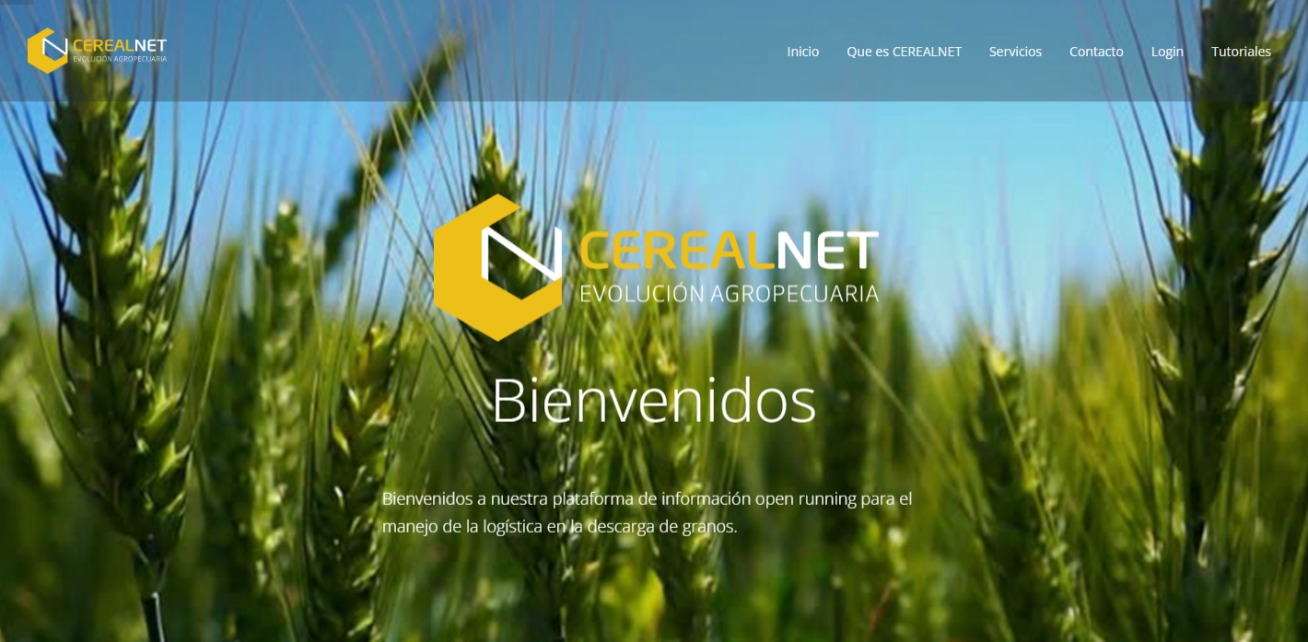 CEREALNET
EVOLUCIÓN AGROPECUARIA
Inicio Que es CEREALNET Servicios Contacto Login Tutoriales
CEREALNET
EVOLUCIÓN AGROPECUARIA
Bienvenidos
Bienvenidos a nuestra plataforma de información open running para el
manejo de la logística en la descarga de granos.